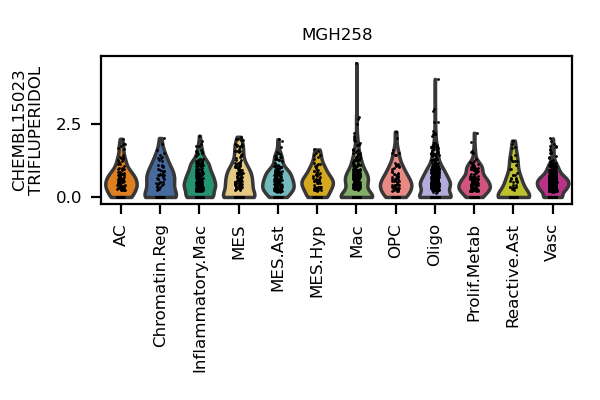 MGH258
CHEMBL15023
TRIFLUPERIDOL
2.5
0.0
AC
Chromatin.Reg
Inflammatory.Mac
MES
MES.Ast
MES.Hyp
Mac
OPC
Oligo
Prolif.Metab
Reactive.Ast
Vasc